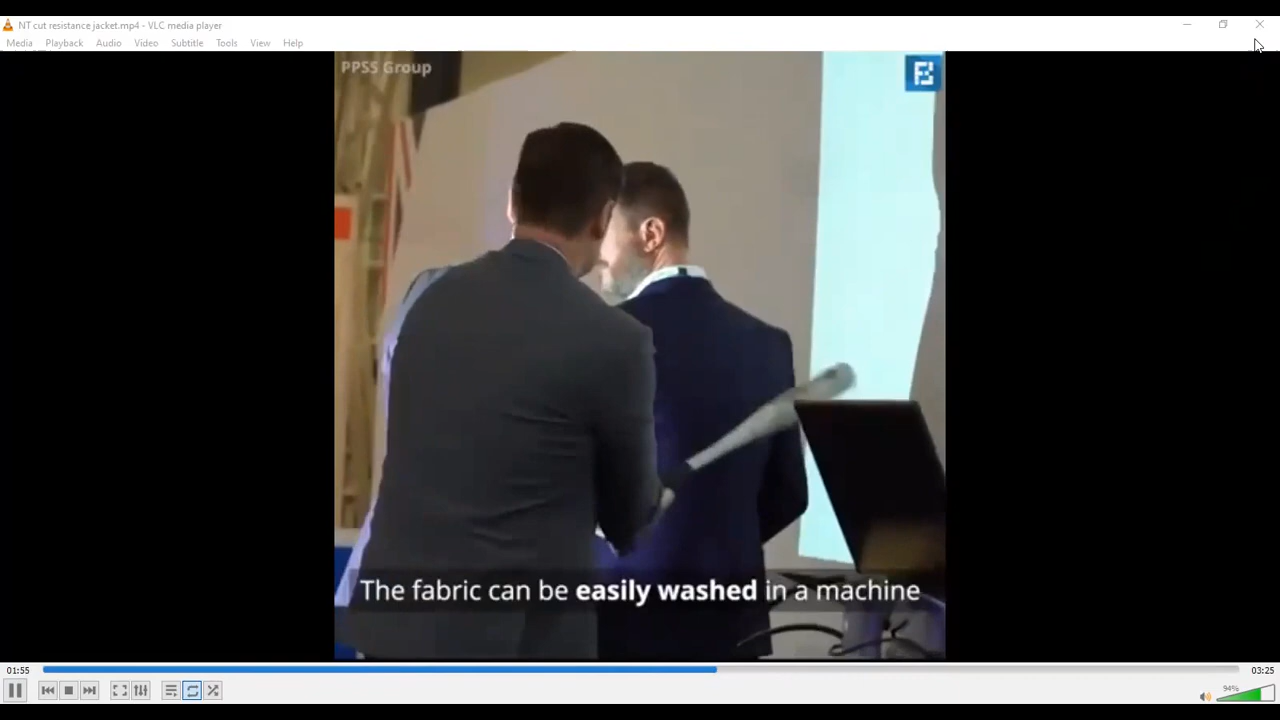 NT cut resistance jacket.mp4 - VLC media player
Media Playback Audio Video Subtitle Tools View Help
PPSS Group
The fabric can be easily washed in a machine
01:55
03:25
94%